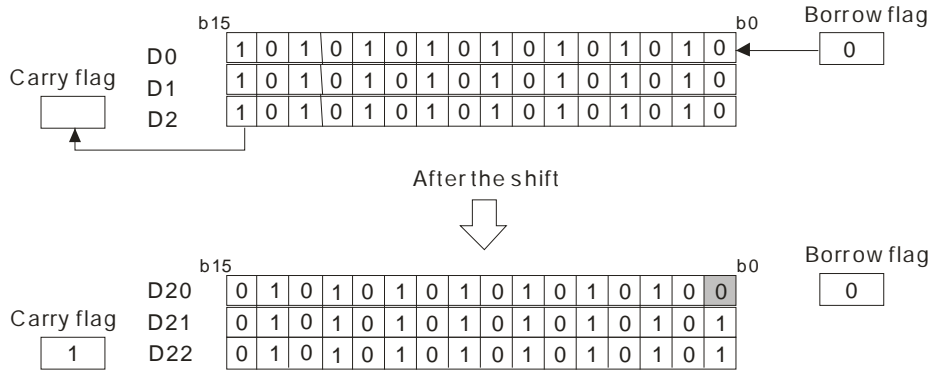 b15 b0 Borrow flag
D0 1 0 1 0 1 0 1 0 1 0 1 0 1 0 1 0 0
Carry flag D1 1 0 1 0 1 0 1 0 1 0 1 0 1 0 1 0
D2 1 0 1 0 1 0 1 0 1 0 1 0 1 0 1 0
After the shift
b15 b0 Borrow flag
D20 0 1 0 1 0 1 0 1 0 1 0 1 0 1 0 0 0
Carry flag D21 0 1 0 1 0 1 0 1 0 1 0 1 0 1 0 1
1 D22 0 1 0 1 0 1 0 1 0 1 0 1 0 1 0 1